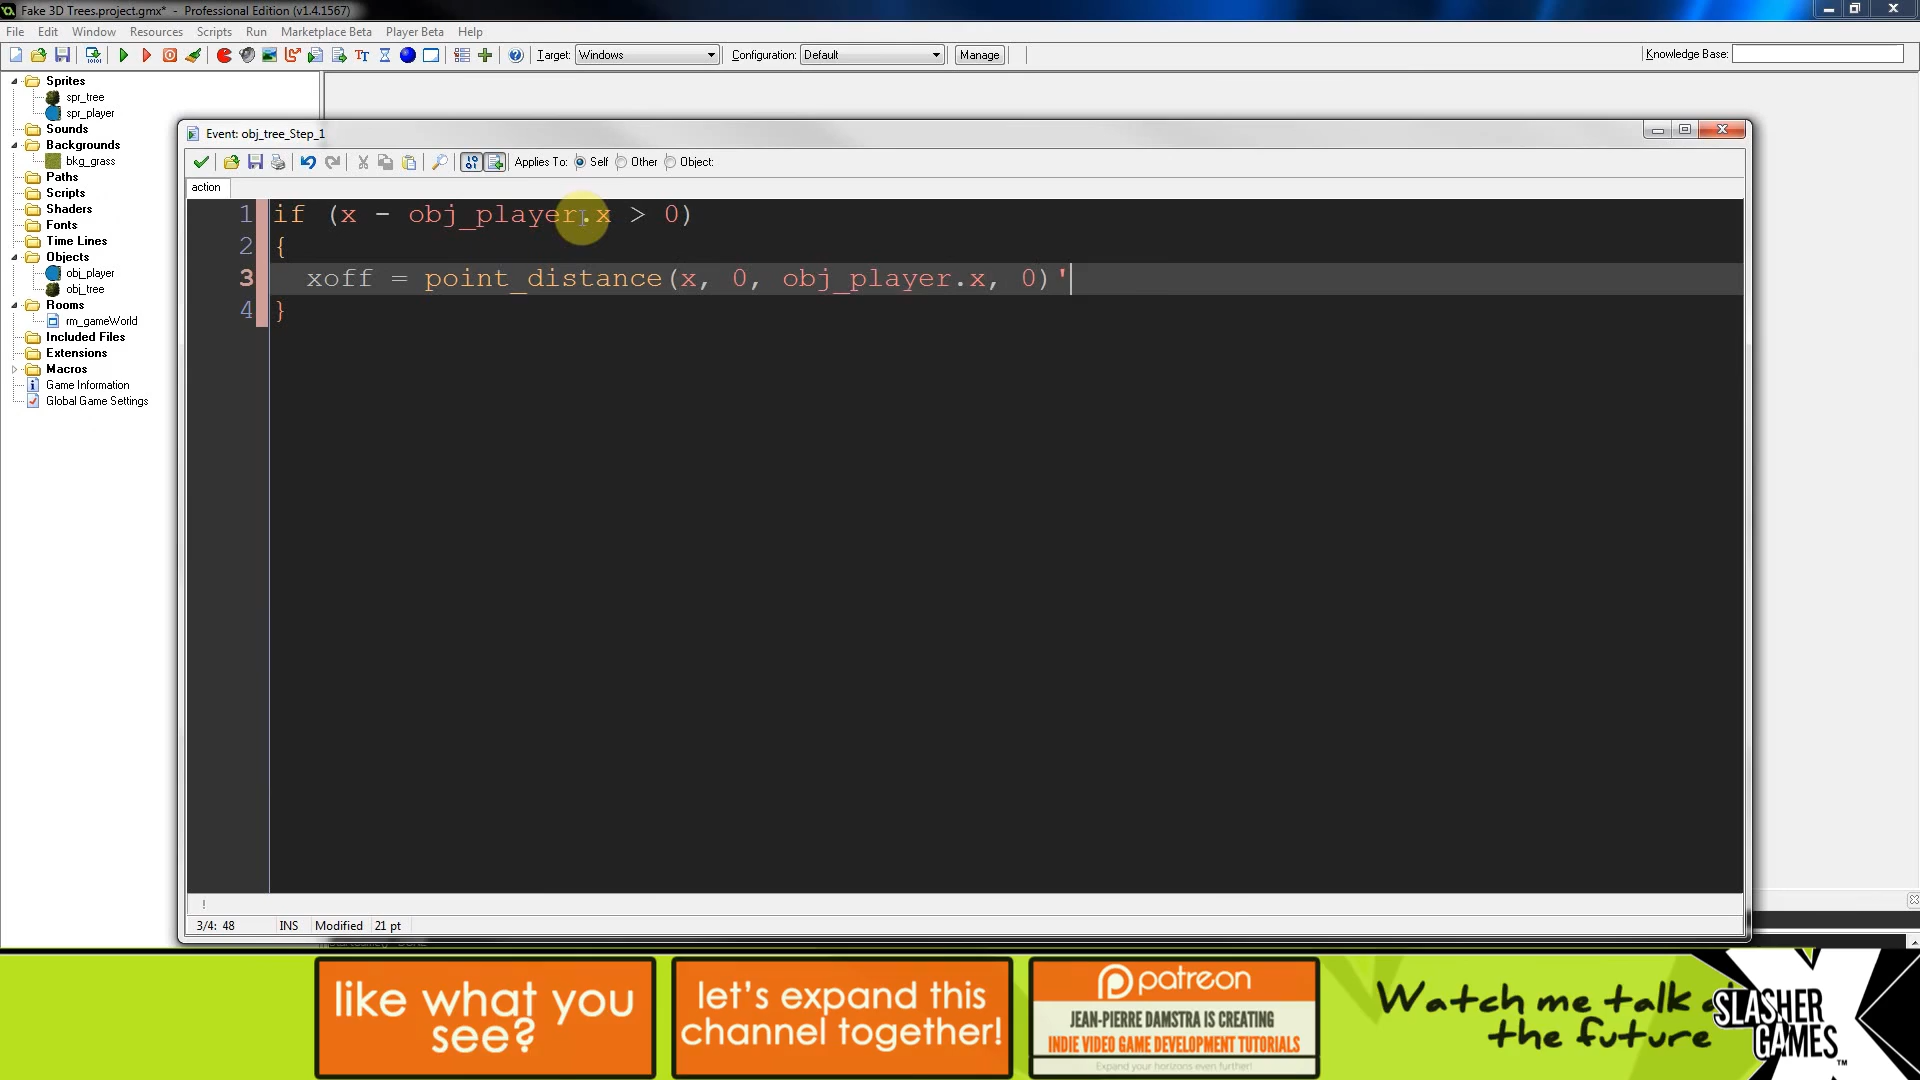 Fake 3D Trees.project.gmx* - Professional Edition (v1.4.1567)
File Edit Window Resources Scripts Run Marketplace Beta Player Beta Help
Target: Windows Configuration: Default Manage Knowledge Base:
Sprites
spr_tree
spr_player
Sounds
Backgrounds
bkg_grass
Paths
Scripts
Shaders
Fonts
Time Lines
Objects
obj_player
obj_tree
Rooms
rm_gameWorld
Included Files
Extensions
Macros
Game Information
Global Game Settings
Event: obj_tree_Step_1
Applies To: Self Other Object:
action
1 if (x - obj_player.x > 0)
2 {
3 xoff = point_distance(x, 0, obj_player.x, 0)'
4 }
!
3/4: 48 INS Modified 21 pt
like what you
see?
let's expand this
channel together!
patreon
JEAN-PIERRE DAMSTRA IS CREATING
INDIE VIDEO GAME DEVELOPMENT TUTORIALS
Expand your horizons even further!
Watch me talk
the future
SLASHER
GAMES™